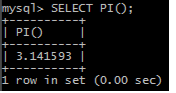 mysql> SELECT PI();
+----------+
| PI()     |
+----------+
| 3.141593 |
+----------+
1 row in set (0.00 sec)